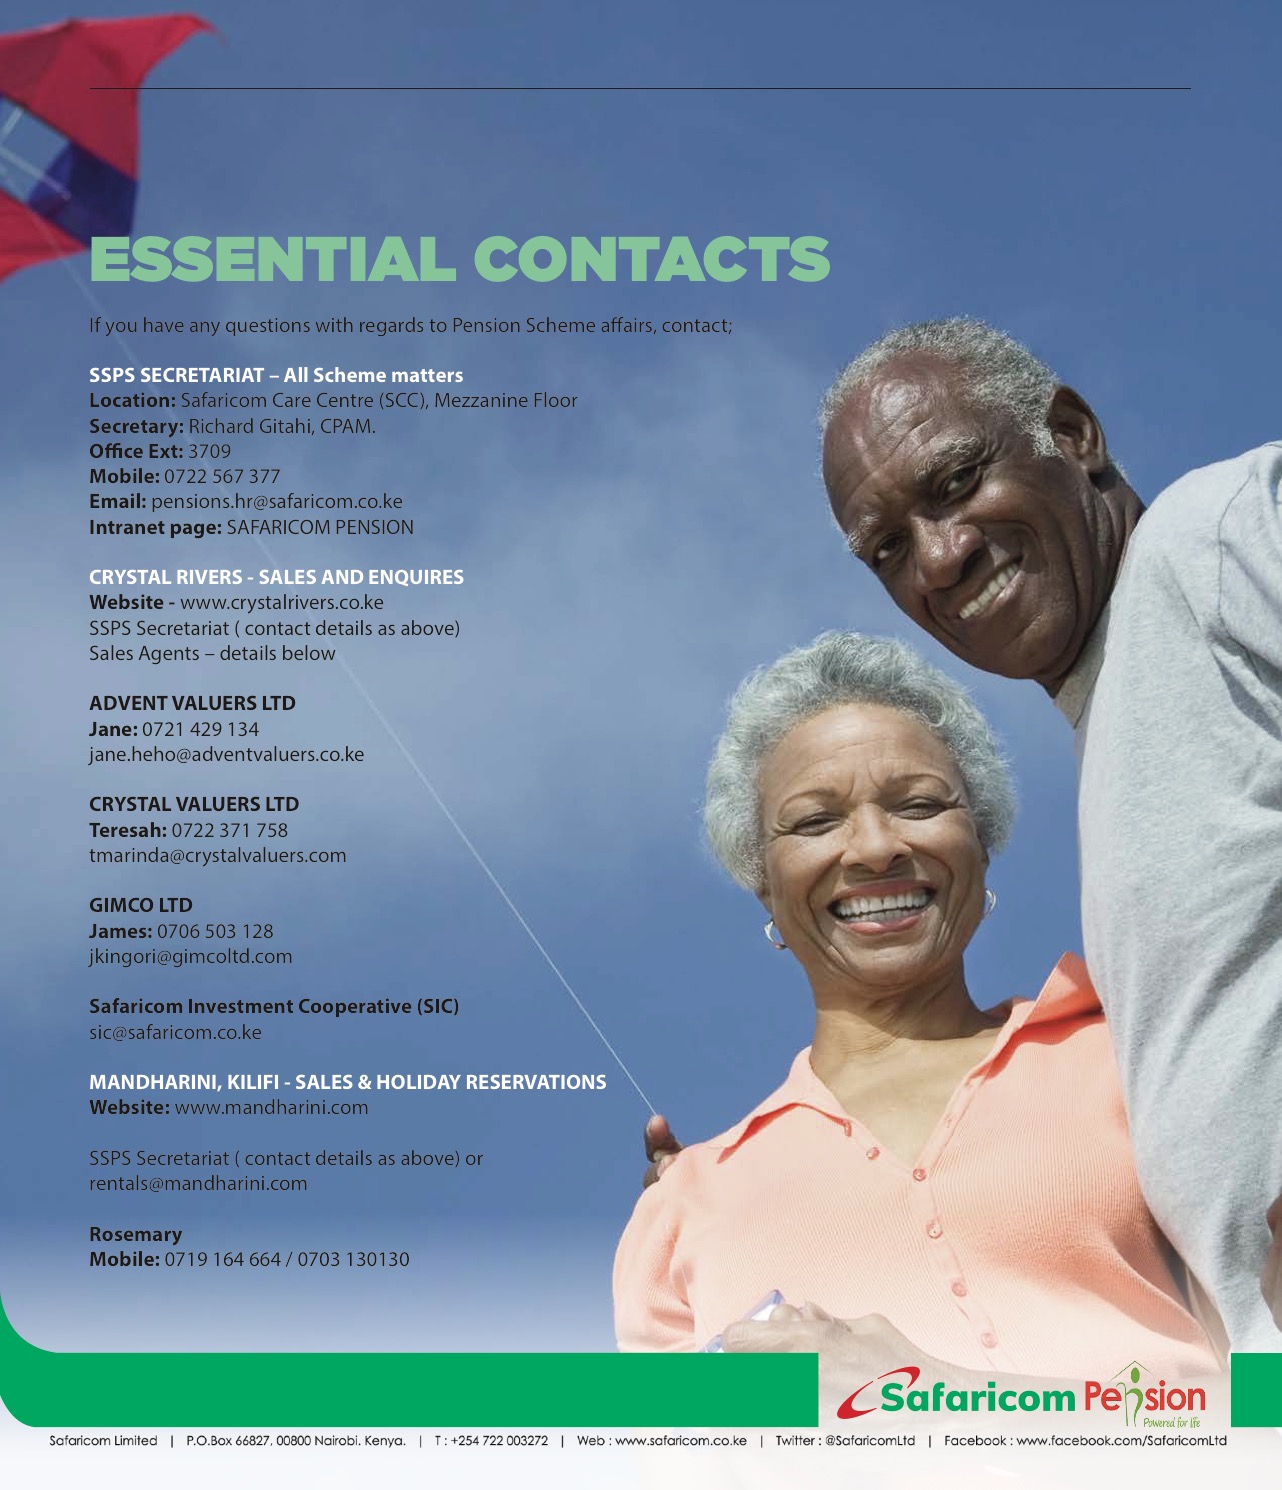 ESSENTIAL CONTACTS
If you have any questions with regards to Pension Scheme affairs, contact;
SSPS SECRETARIAT – All Scheme matters
Location: Safaricom Care Centre (SCC), Mezzanine Floor
Secretary: Richard Gitahi, CPAM.
Office Ext: 3709
Mobile: 0722 567 377
Email: pensions.hr@safaricom.co.ke
Intranet page: SAFARICOM PENSION
CRYSTAL RIVERS - SALES AND ENQUIRES
Website - www.crystalrivers.co.ke
SSPS Secretariat ( contact details as above)
Sales Agents – details below
ADVENT VALUERS LTD
Jane: 0721 429 134
jane.heho@adventvaluers.co.ke
CRYSTAL VALUERS LTD
Teresah: 0722 371 758
tmarinda@crystalvaluers.com
GIMCO LTD
James: 0706 503 128
jkingori@gimcoltd.com
Safaricom Investment Cooperative (SIC)
sic@safaricom.co.ke
MANDHARINI, KILIFI - SALES & HOLIDAY RESERVATIONS
Website: www.mandharini.com
SSPS Secretariat ( contact details as above) or
rentals@mandharini.com
Rosemary
Mobile: 0719 164 664 / 0703 130130
Safaricom Pension
Powered for life
Safaricom Limited | P.O.Box 66827, 00800 Nairobi. Kenya. | T : +254 722 003272 | Web : www.safaricom.co.ke | Twitter : @SafaricomLtd | Facebook : www.facebook.com/SafaricomLtd